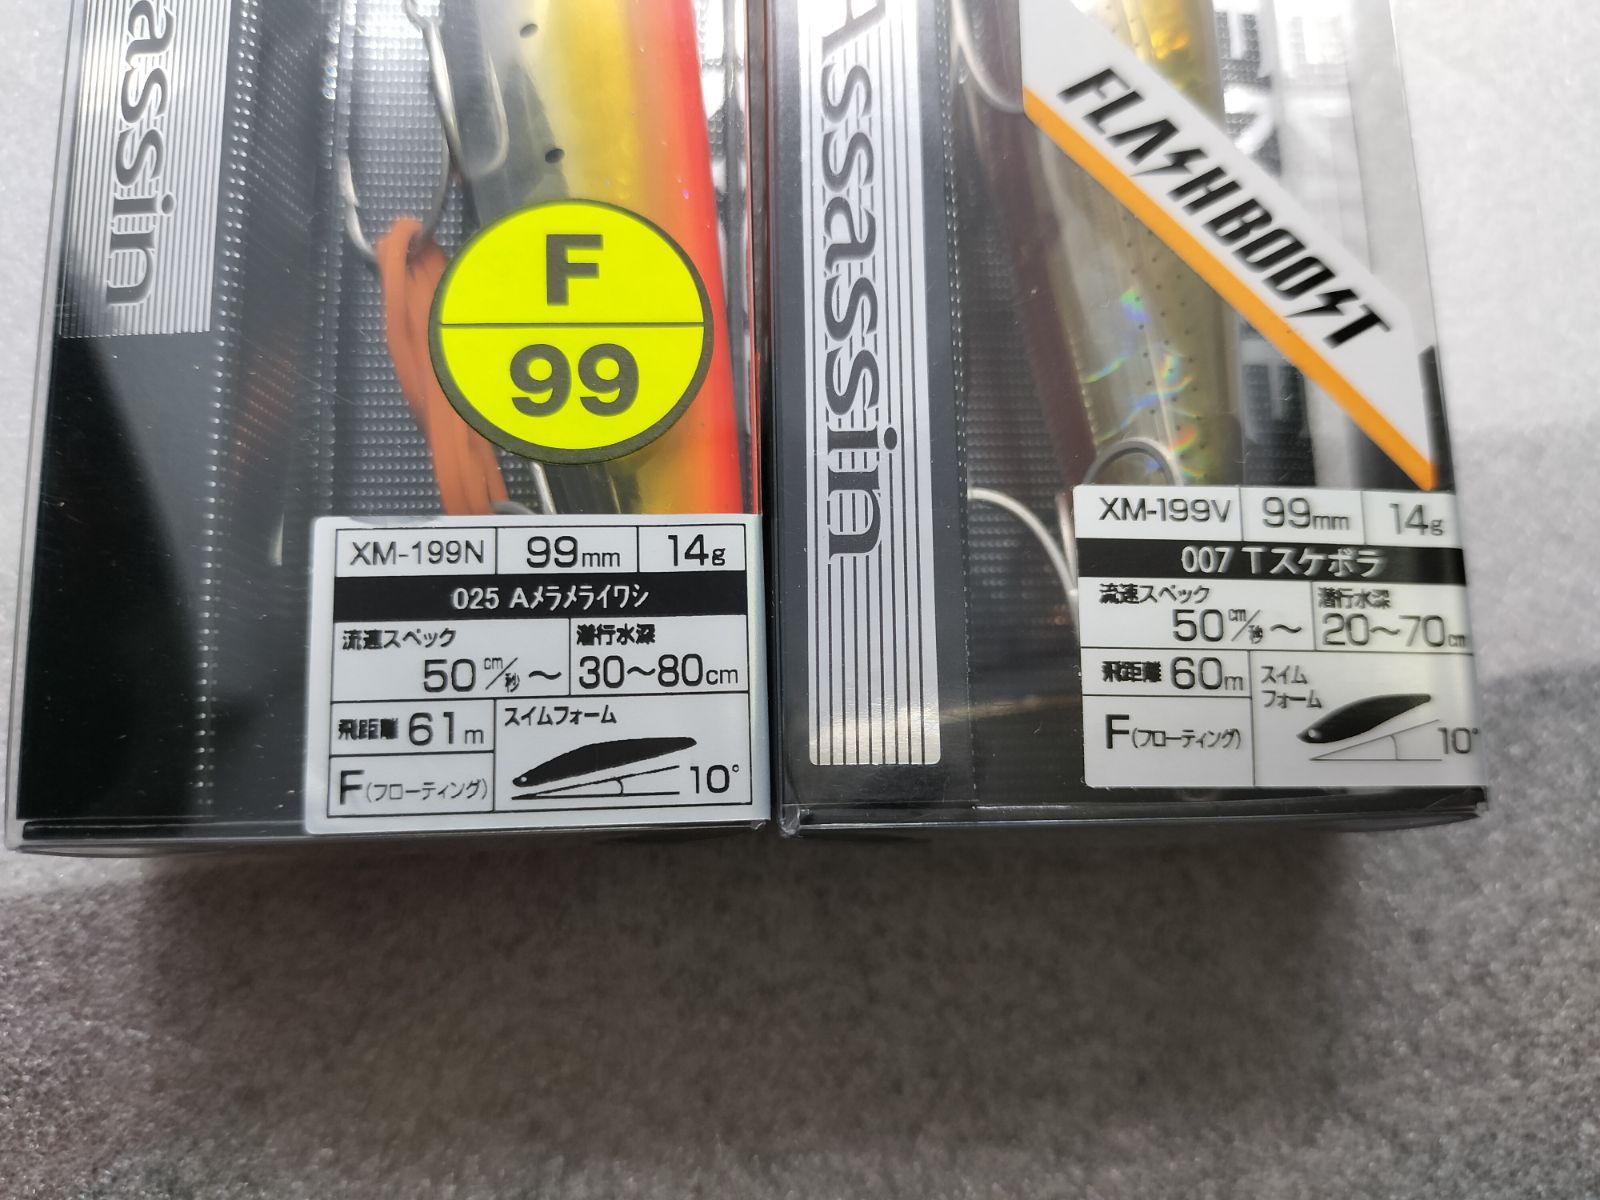 assassin
F
99
XM-199N 99mm 14g
025 Aメラメライワシ
流速スペック 潜行水深
50cm/秒〜 30〜80cm
飛距離 61m スイムフォーム
F(フローティング) 10°
Assassin
FLASHBOOST
XM-199V 99mm 14g
007 Tスケボラ
流速スペック 潜行水深
50cm/秒〜 20〜70cm
飛距離 60m スイム
フォーム
F(フローティング) 10°